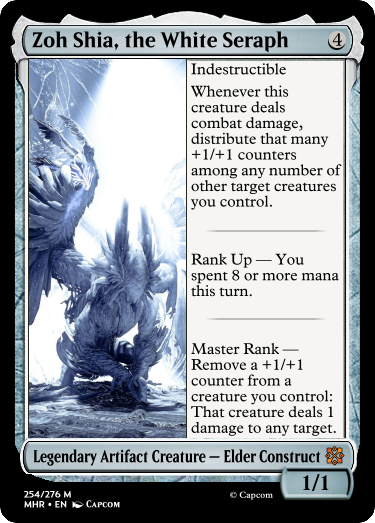 Zoh Shia, the White Seraph 4
Indestructible
Whenever this
creature deals
combat damage,
distribute that many
+1/+1 counters
among any number of
other target creatures
you control.
Rank Up — You
spent 8 or more mana
this turn.
Master Rank —
Remove a +1/+1
counter from a
creature you control:
That creature deals 1
damage to any target.
Legendary Artifact Creature — Elder Construct
1/1
254/276 M
MHR • EN Capcom
© Capcom